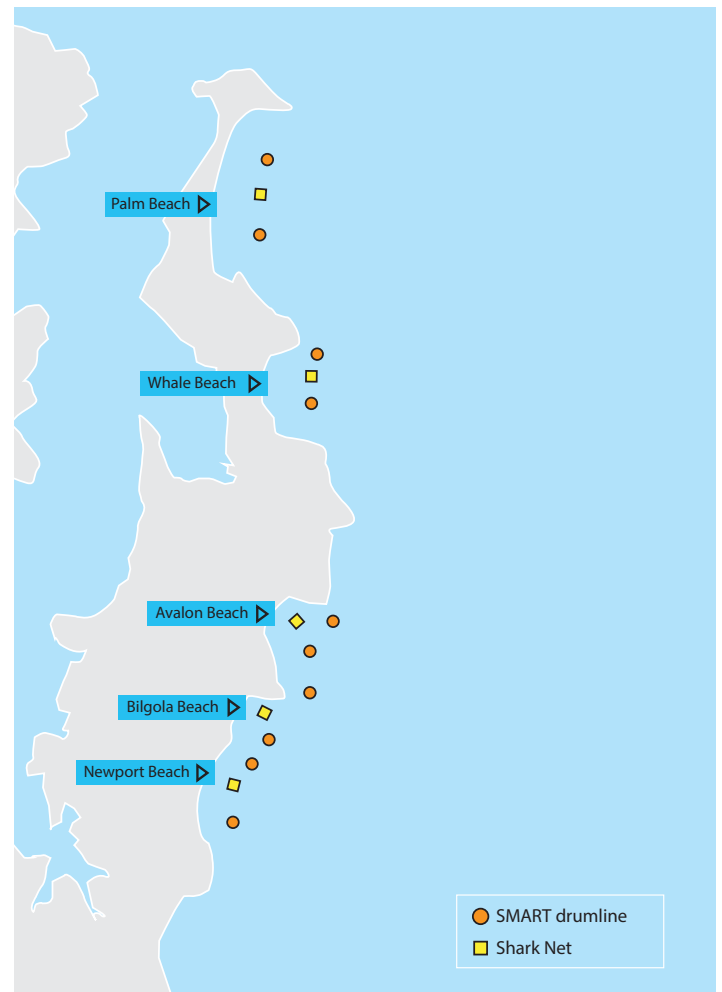 Palm Beach
Whale Beach
Avalon Beach
Bilgola Beach
Newport Beach
SMART drumline
Shark Net